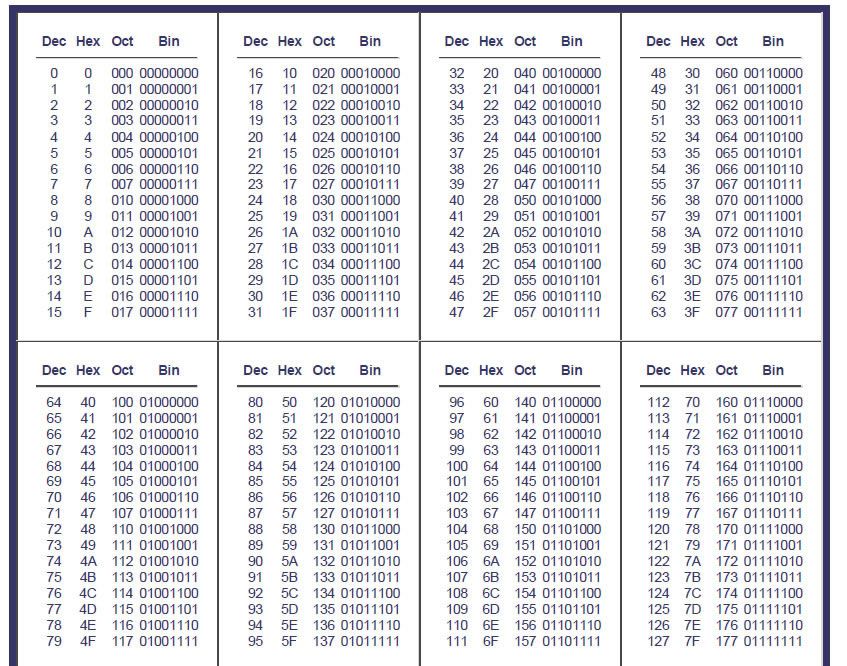 Dec Hex Oct Bin
0 0 000 00000000
1 1 001 00000001
2 2 002 00000010
3 3 003 00000011
4 4 004 00000100
5 5 005 00000101
6 6 006 00000110
7 7 007 00000111
8 8 010 00001000
9 9 011 00001001
10 A 012 00001010
11 B 013 00001011
12 C 014 00001100
13 D 015 00001101
14 E 016 00001110
15 F 017 00001111
Dec Hex Oct Bin
16 10 020 00010000
17 11 021 00010001
18 12 022 00010010
19 13 023 00010011
20 14 024 00010100
21 15 025 00010101
22 16 026 00010110
23 17 027 00010111
24 18 030 00011000
25 19 031 00011001
26 1A 032 00011010
27 1B 033 00011011
28 1C 034 00011100
29 1D 035 00011101
30 1E 036 00011110
31 1F 037 00011111
Dec Hex Oct Bin
32 20 040 00100000
33 21 041 00100001
34 22 042 00100010
35 23 043 00100011
36 24 044 00100100
37 25 045 00100101
38 26 046 00100110
39 27 047 00100111
40 28 050 00101000
41 29 051 00101001
42 2A 052 00101010
43 2B 053 00101011
44 2C 054 00101100
45 2D 055 00101101
46 2E 056 00101110
47 2F 057 00101111
Dec Hex Oct Bin
48 30 060 00110000
49 31 061 00110001
50 32 062 00110010
51 33 063 00110011
52 34 064 00110100
53 35 065 00110101
54 36 066 00110110
55 37 067 00110111
56 38 070 00111000
57 39 071 00111001
58 3A 072 00111010
59 3B 073 00111011
60 3C 074 00111100
61 3D 075 00111101
62 3E 076 00111110
63 3F 077 00111111
Dec Hex Oct Bin
64 40 100 01000000
65 41 101 01000001
66 42 102 01000010
67 43 103 01000011
68 44 104 01000100
69 45 105 01000101
70 46 106 01000110
71 47 107 01000111
72 48 110 01001000
73 49 111 01001001
74 4A 112 01001010
75 4B 113 01001011
76 4C 114 01001100
77 4D 115 01001101
78 4E 116 01001110
79 4F 117 01001111
Dec Hex Oct Bin
80 50 120 01010000
81 51 121 01010001
82 52 122 01010010
83 53 123 01010011
84 54 124 01010100
85 55 125 01010101
86 56 126 01010110
87 57 127 01010111
88 58 130 01011000
89 59 131 01011001
90 5A 132 01011010
91 5B 133 01011011
92 5C 134 01011100
93 5D 135 01011101
94 5E 136 01011110
95 5F 137 01011111
Dec Hex Oct Bin
96 60 140 01100000
97 61 141 01100001
98 62 142 01100010
99 63 143 01100011
100 64 144 01100100
101 65 145 01100101
102 66 146 01100110
103 67 147 01100111
104 68 150 01101000
105 69 151 01101001
106 6A 152 01101010
107 6B 153 01101011
108 6C 154 01101100
109 6D 155 01101101
110 6E 156 01101110
111 6F 157 01101111
Dec Hex Oct Bin
112 70 160 01110000
113 71 161 01110001
114 72 162 01110010
115 73 163 01110011
116 74 164 01110100
117 75 165 01110101
118 76 166 01110110
119 77 167 01110111
120 78 170 01111000
121 79 171 01111001
122 7A 172 01111010
123 7B 173 01111011
124 7C 174 01111100
125 7D 175 01111101
126 7E 176 01111110
127 7F 177 01111111